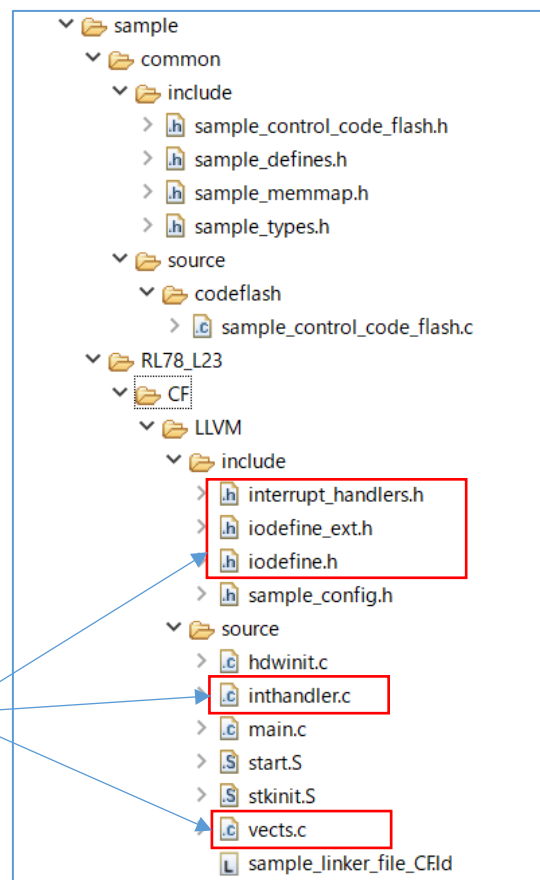 sample
common
include
.h sample_control_code_flash.h
.h sample_defines.h
.h sample_memmap.h
.h sample_types.h
source
codeflash
.c sample_control_code_flash.c
RL78_L23
CF
LLVM
include
.h interrupt_handlers.h
.h iodefine_ext.h
.h iodefine.h
.h sample_config.h
source
.c hdwinit.c
.c inthandler.c
.c main.c
.S start.S
.S stkinit.S
.c vects.c
L sample_linker_file_CF.ld